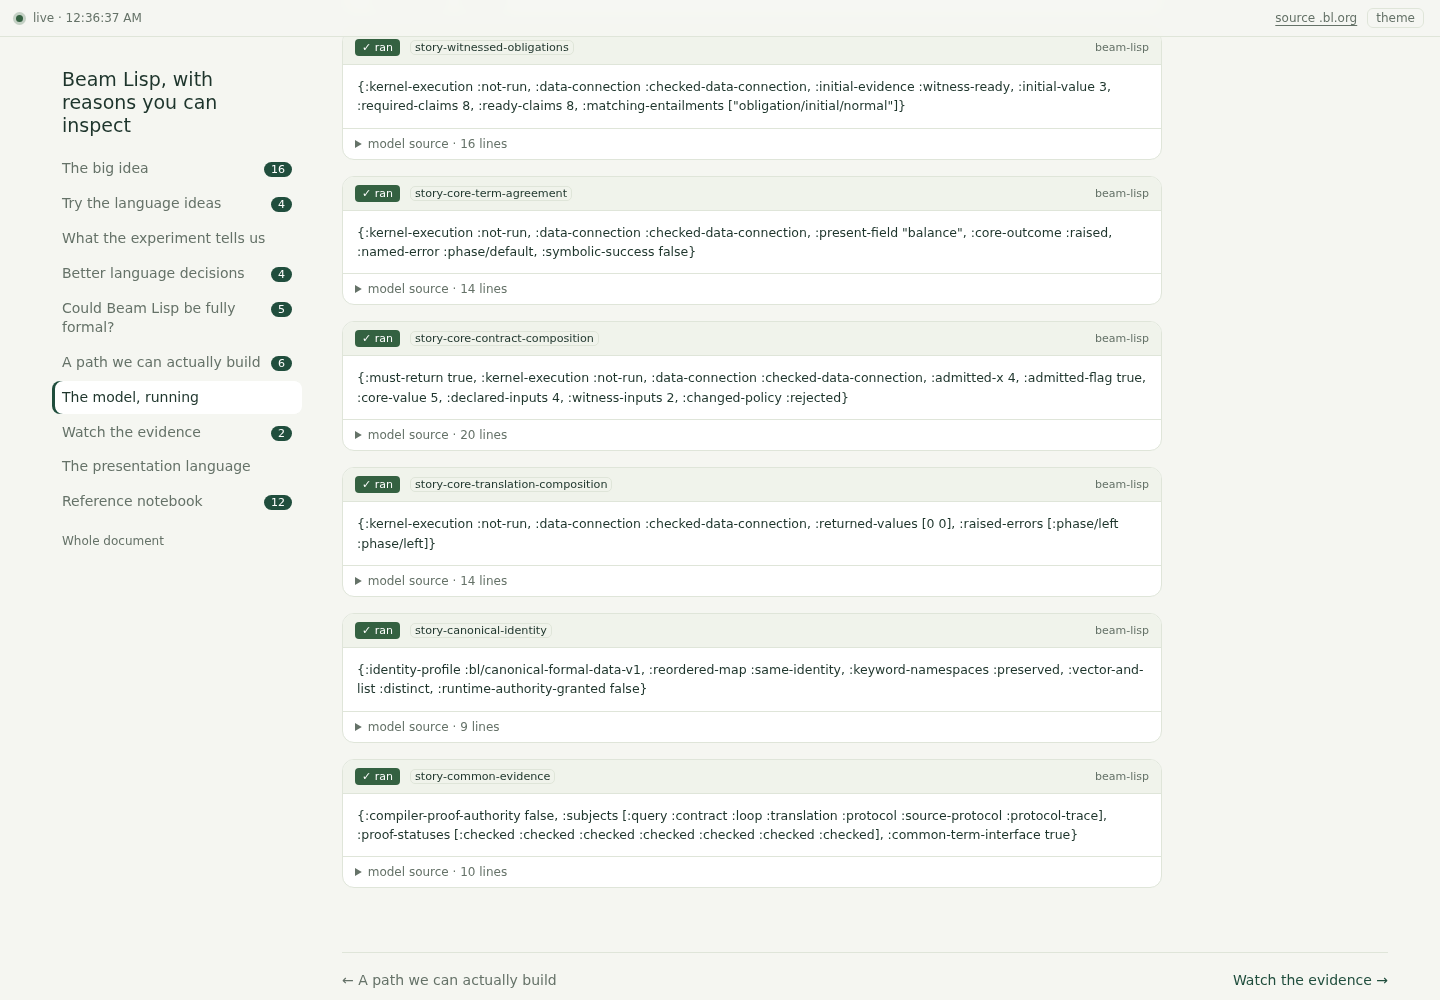 live · 12:36:37 AM
source .bl.org
theme
Beam Lisp, with
reasons you can
inspect
The big idea 16
Try the language ideas 4
What the experiment tells us
Better language decisions 4
Could Beam Lisp be fully 5
formal?
A path we can actually build 6
The model, running
Watch the evidence 2
The presentation language
Reference notebook 12
Whole document
✓ ran story-witnessed-obligations beam-lisp
{:kernel-execution :not-run, :data-connection :checked-data-connection, :initial-evidence :witness-ready, :initial-value 3,
:required-claims 8, :ready-claims 8, :matching-entailments ["obligation/initial/normal"]}
▶ model source · 16 lines
✓ ran story-core-term-agreement beam-lisp
{:kernel-execution :not-run, :data-connection :checked-data-connection, :present-field "balance", :core-outcome :raised,
:named-error :phase/default, :symbolic-success false}
▶ model source · 14 lines
✓ ran story-core-contract-composition beam-lisp
{:must-return true, :kernel-execution :not-run, :data-connection :checked-data-connection, :admitted-x 4, :admitted-flag true,
:core-value 5, :declared-inputs 4, :witness-inputs 2, :changed-policy :rejected}
▶ model source · 20 lines
✓ ran story-core-translation-composition beam-lisp
{:kernel-execution :not-run, :data-connection :checked-data-connection, :returned-values [0 0], :raised-errors [:phase/left
:phase/left]}
▶ model source · 14 lines
✓ ran story-canonical-identity beam-lisp
{:identity-profile :bl/canonical-formal-data-v1, :reordered-map :same-identity, :keyword-namespaces :preserved, :vector-and-
list :distinct, :runtime-authority-granted false}
▶ model source · 9 lines
✓ ran story-common-evidence beam-lisp
{:compiler-proof-authority false, :subjects [:query :contract :loop :translation :protocol :source-protocol :protocol-trace],
:proof-statuses [:checked :checked :checked :checked :checked :checked :checked], :common-term-interface true}
▶ model source · 10 lines
← A path we can actually build
Watch the evidence →